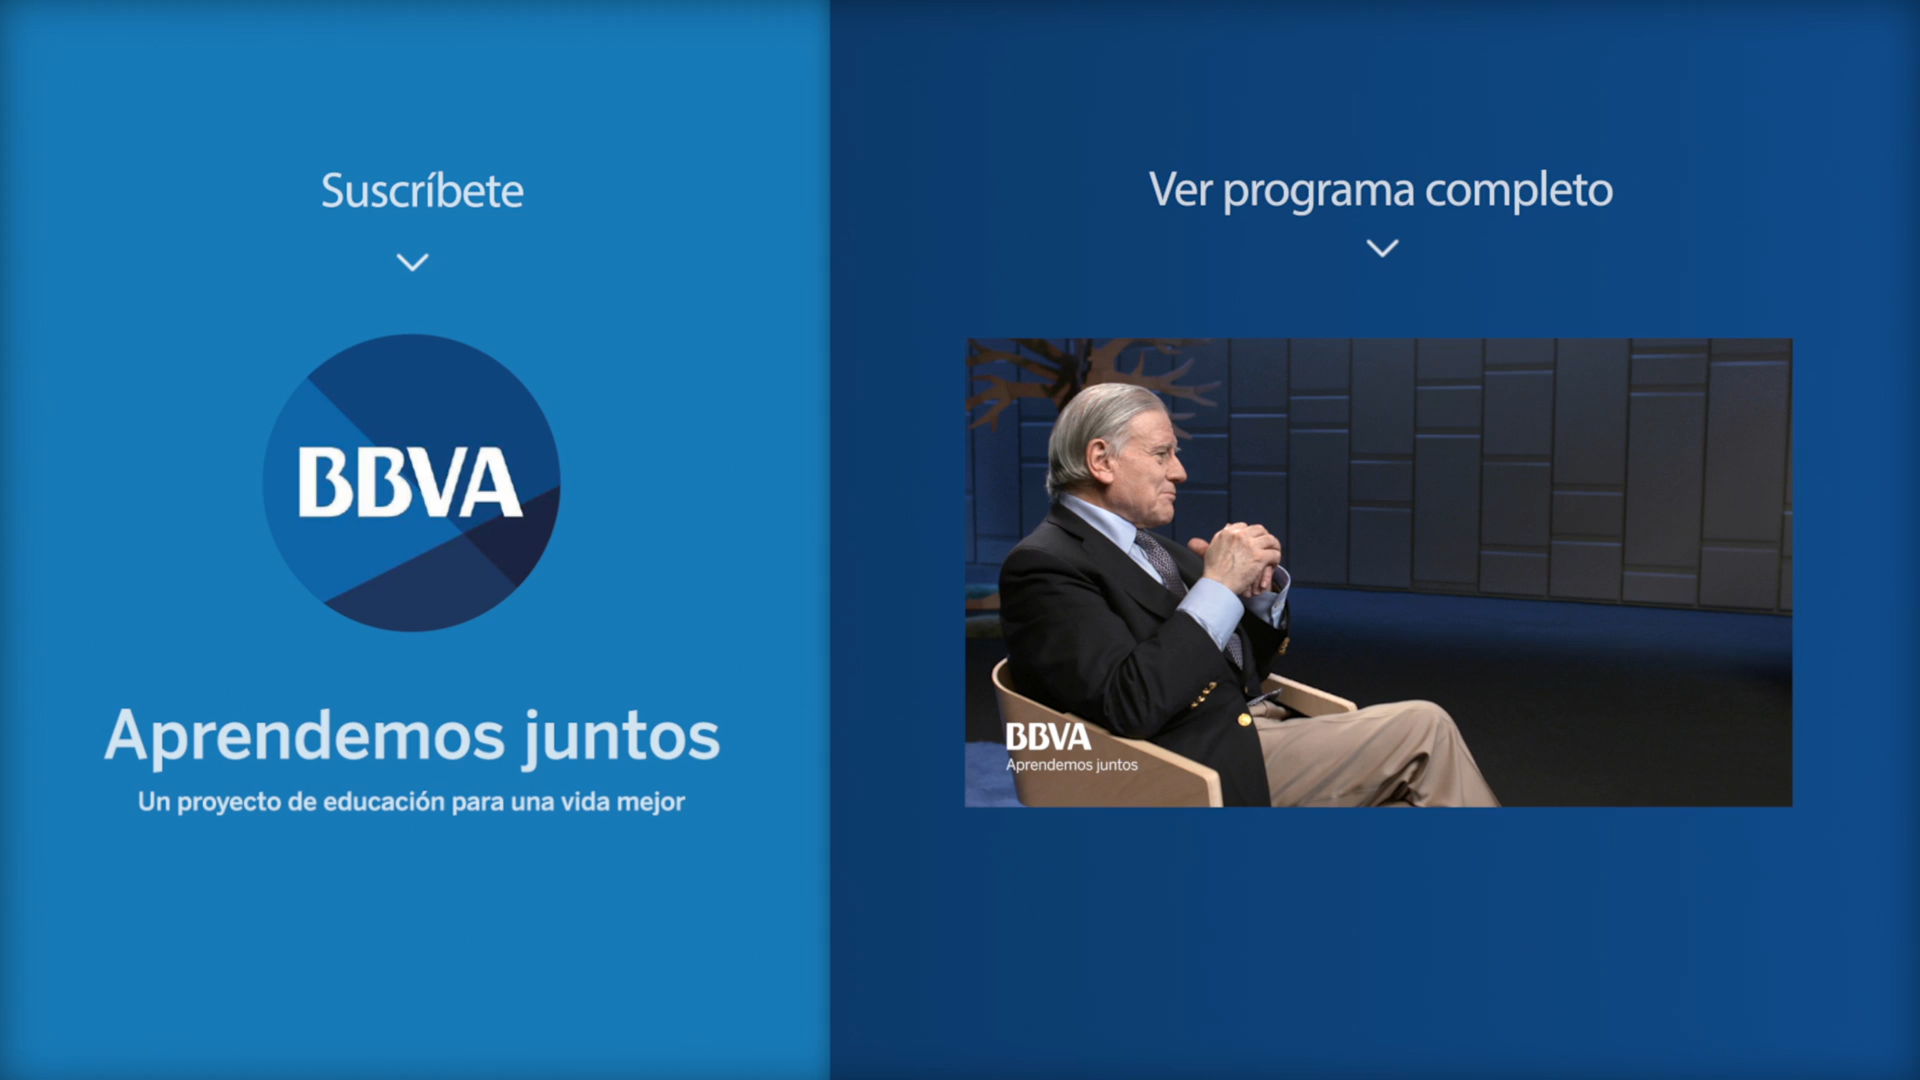 Suscríbete
BBVA
Aprendemos juntos
Un proyecto de educación para una vida mejor
Ver programa completo
BBVA
Aprendemos juntos